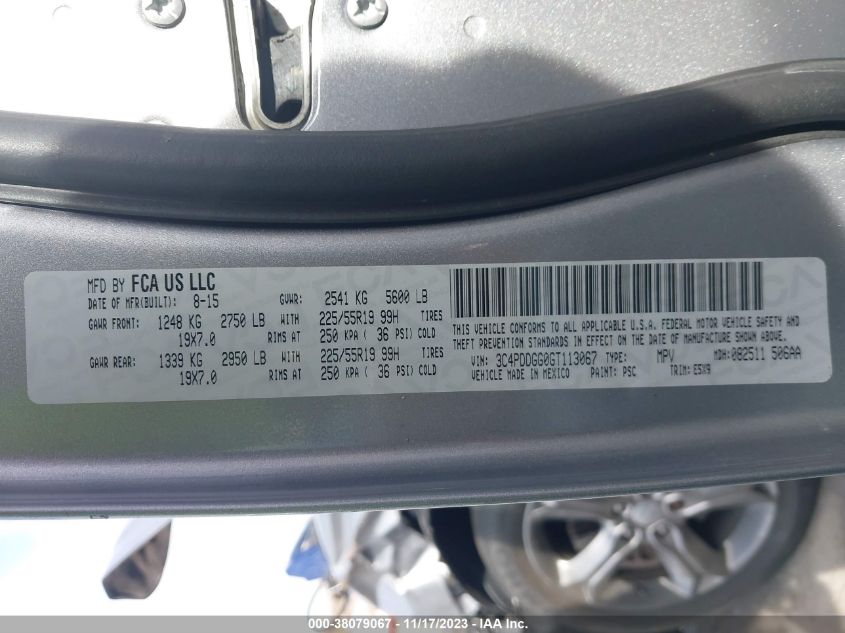 MFD BY FCA US LLC
DATE OF MFR(BUILT): 8-15 GVWR: 2541 KG 5600 LB
GAWR FRONT: 1248 KG 2750 LB WITH 225/55R19 99H TIRES
19X7.0 RIMS AT 250 KPA ( 36 PSI) COLD
GAWR REAR: 1339 KG 2950 LB WITH 225/55R19 99H TIRES
19X7.0 RIMS AT 250 KPA ( 36 PSI) COLD
THIS VEHICLE CONFORMS TO ALL APPLICABLE U.S.A. FEDERAL MOTOR VEHICLE SAFETY AND
THEFT PREVENTION STANDARDS IN EFFECT ON THE DATE OF MANUFACTURE SHOWN ABOVE.
VIN: 3C4PDDGG0GT113067 TYPE: MPV MDH:082511 506AA
VEHICLE MADE IN MEXICO PAINT: PSC TRIM: E5X9
000-38079067 - 11/17/2023 - IAA Inc.